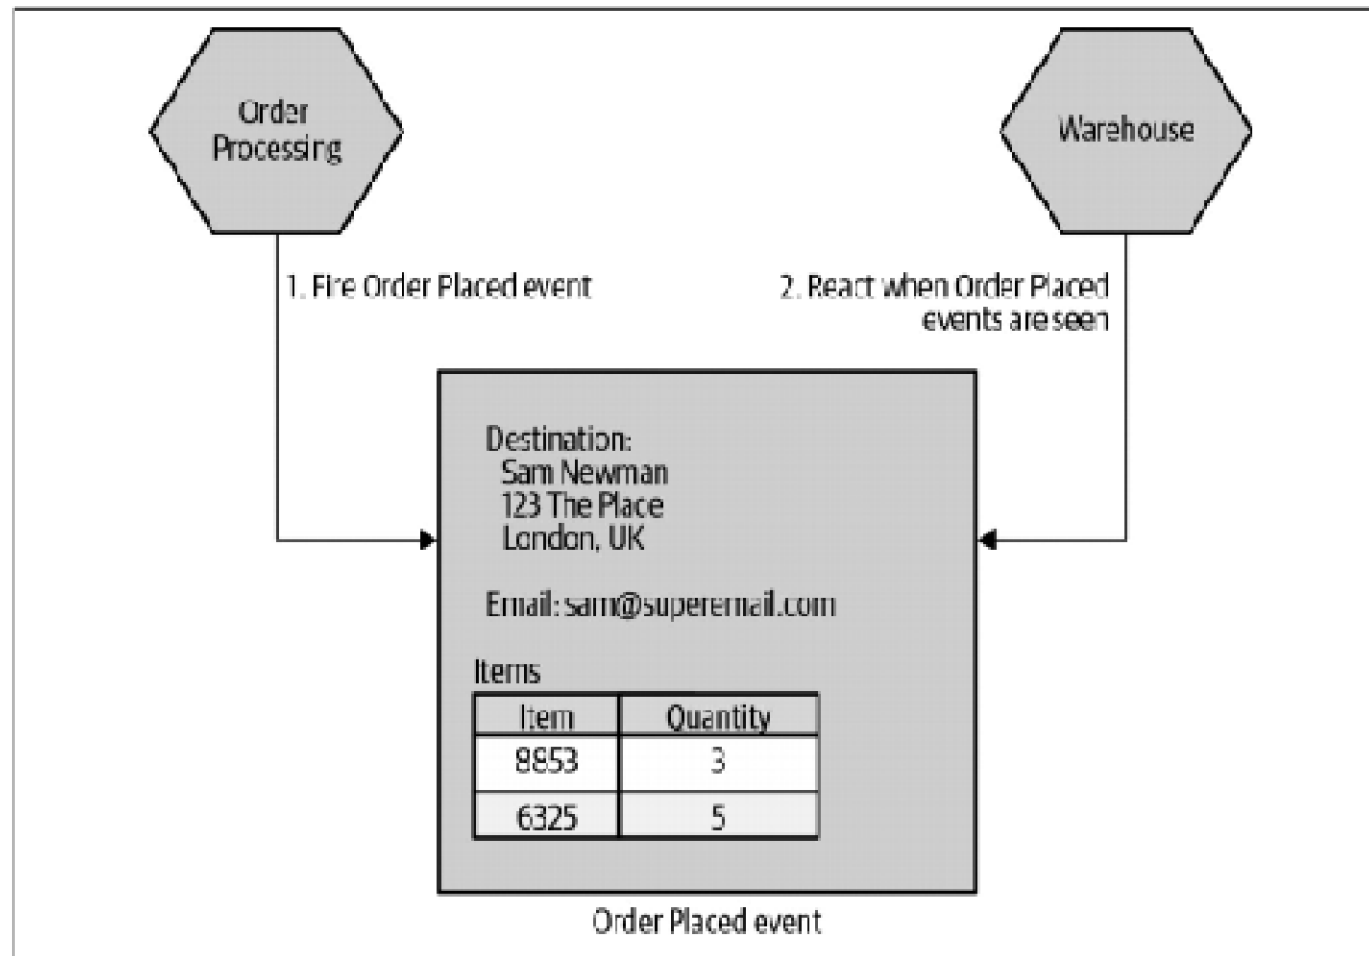 Order
Processing
Warehouse
1. Fire Order Placed event
2. React when Order Placed
events are seen
Destination:
Sam Newman
123 The Place
London, UK
Email: sam@superemail.com
Items
Item Quantity
8853 3
6325 5
Order Placed event